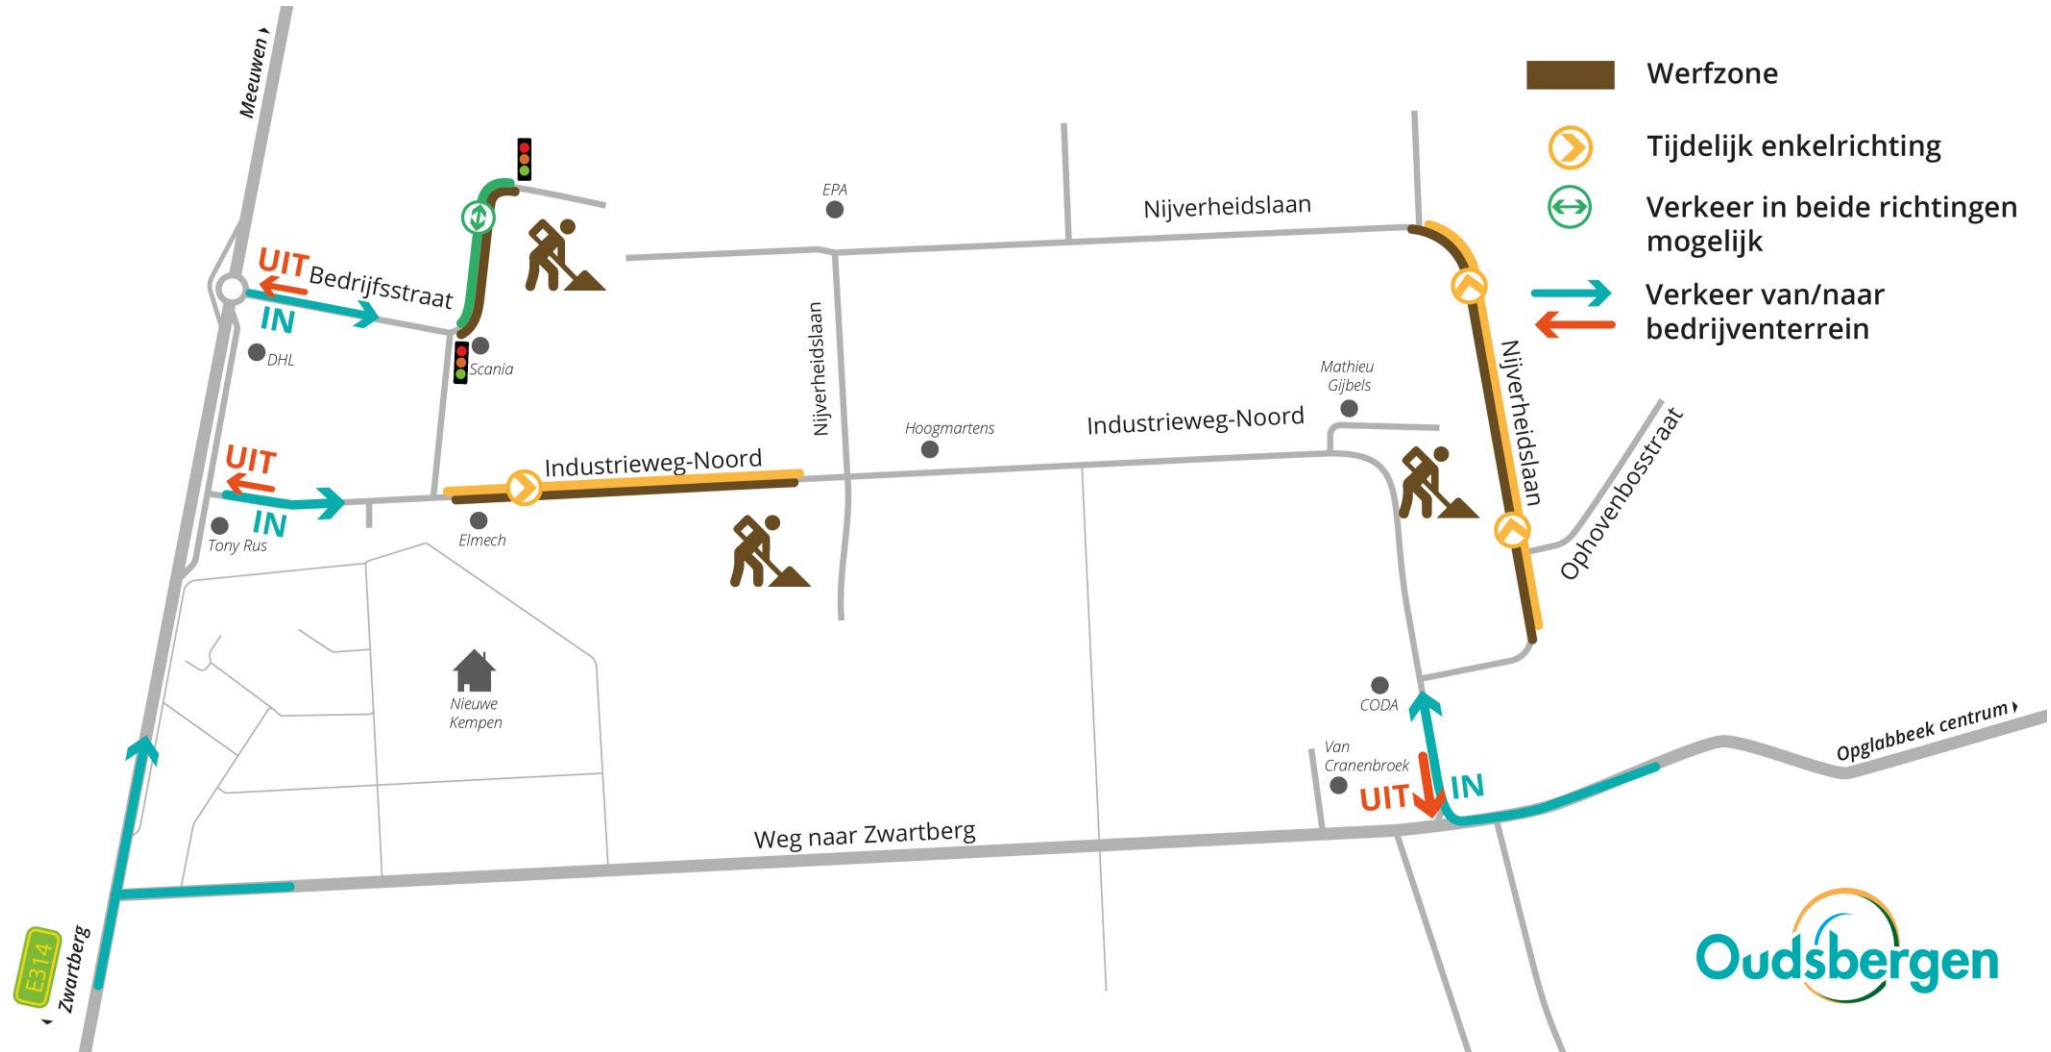 Meeuwen
Werfzone
Tijdelijk enkelrichting
Verkeer in beide richtingen
mogelijk
Verkeer van/naar
bedrijventerrein
EPA
Nijverheidslaan
UIT
Bedrijfsstraat
IN
DHL
Scania
Nijverheidslaan
Mathieu
Gijbels
Nijverheidslaan
Hoogmartens
Industrieweg-Noord
Ophovenbosstraat
UIT
Industrieweg-Noord
IN
Tony Rus
Elmech
Nieuwe
Kempen
CODA
Van
Cranenbroek
UIT
IN
Opglabbeek centrum
Weg naar Zwartberg
E314
Zwartberg
Oudsbergen